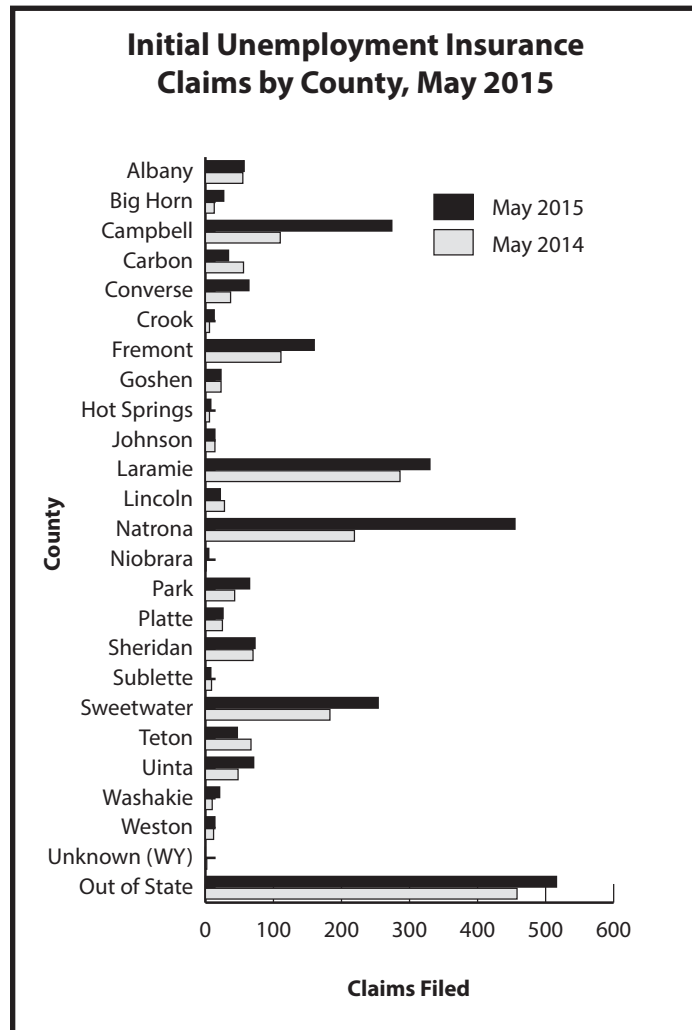 Initial Unemployment Insurance
Claims by County, May 2015
Albany
Big Horn
Campbell
Carbon
Converse
Crook
Fremont
Goshen
Hot Springs
Johnson
Laramie
Lincoln
Natrona
Niobrara
Park
Platte
Sheridan
Sublette
Sweetwater
Teton
Uinta
Washakie
Weston
Unknown (WY)
Out of State
County
May 2015
May 2014
0 100 200 300 400 500 600
Claims Filed